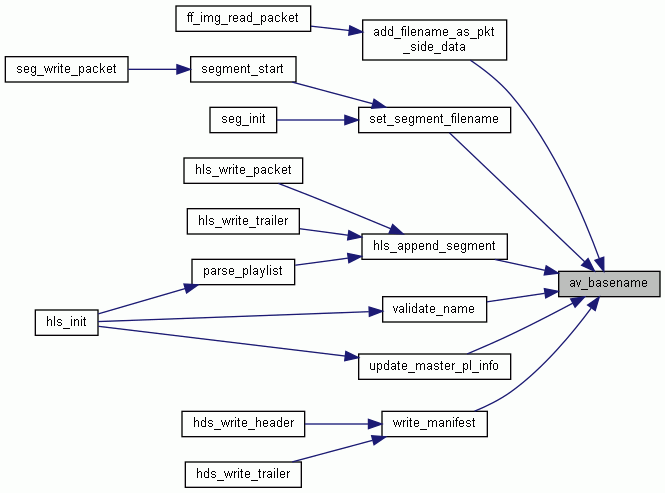 ff_img_read_packet
add_filename_as_pkt
_side_data
seg_write_packet
segment_start
seg_init
set_segment_filename
hls_write_packet
hls_write_trailer
hls_append_segment
parse_playlist
av_basename
validate_name
hls_init
update_master_pl_info
hds_write_header
write_manifest
hds_write_trailer